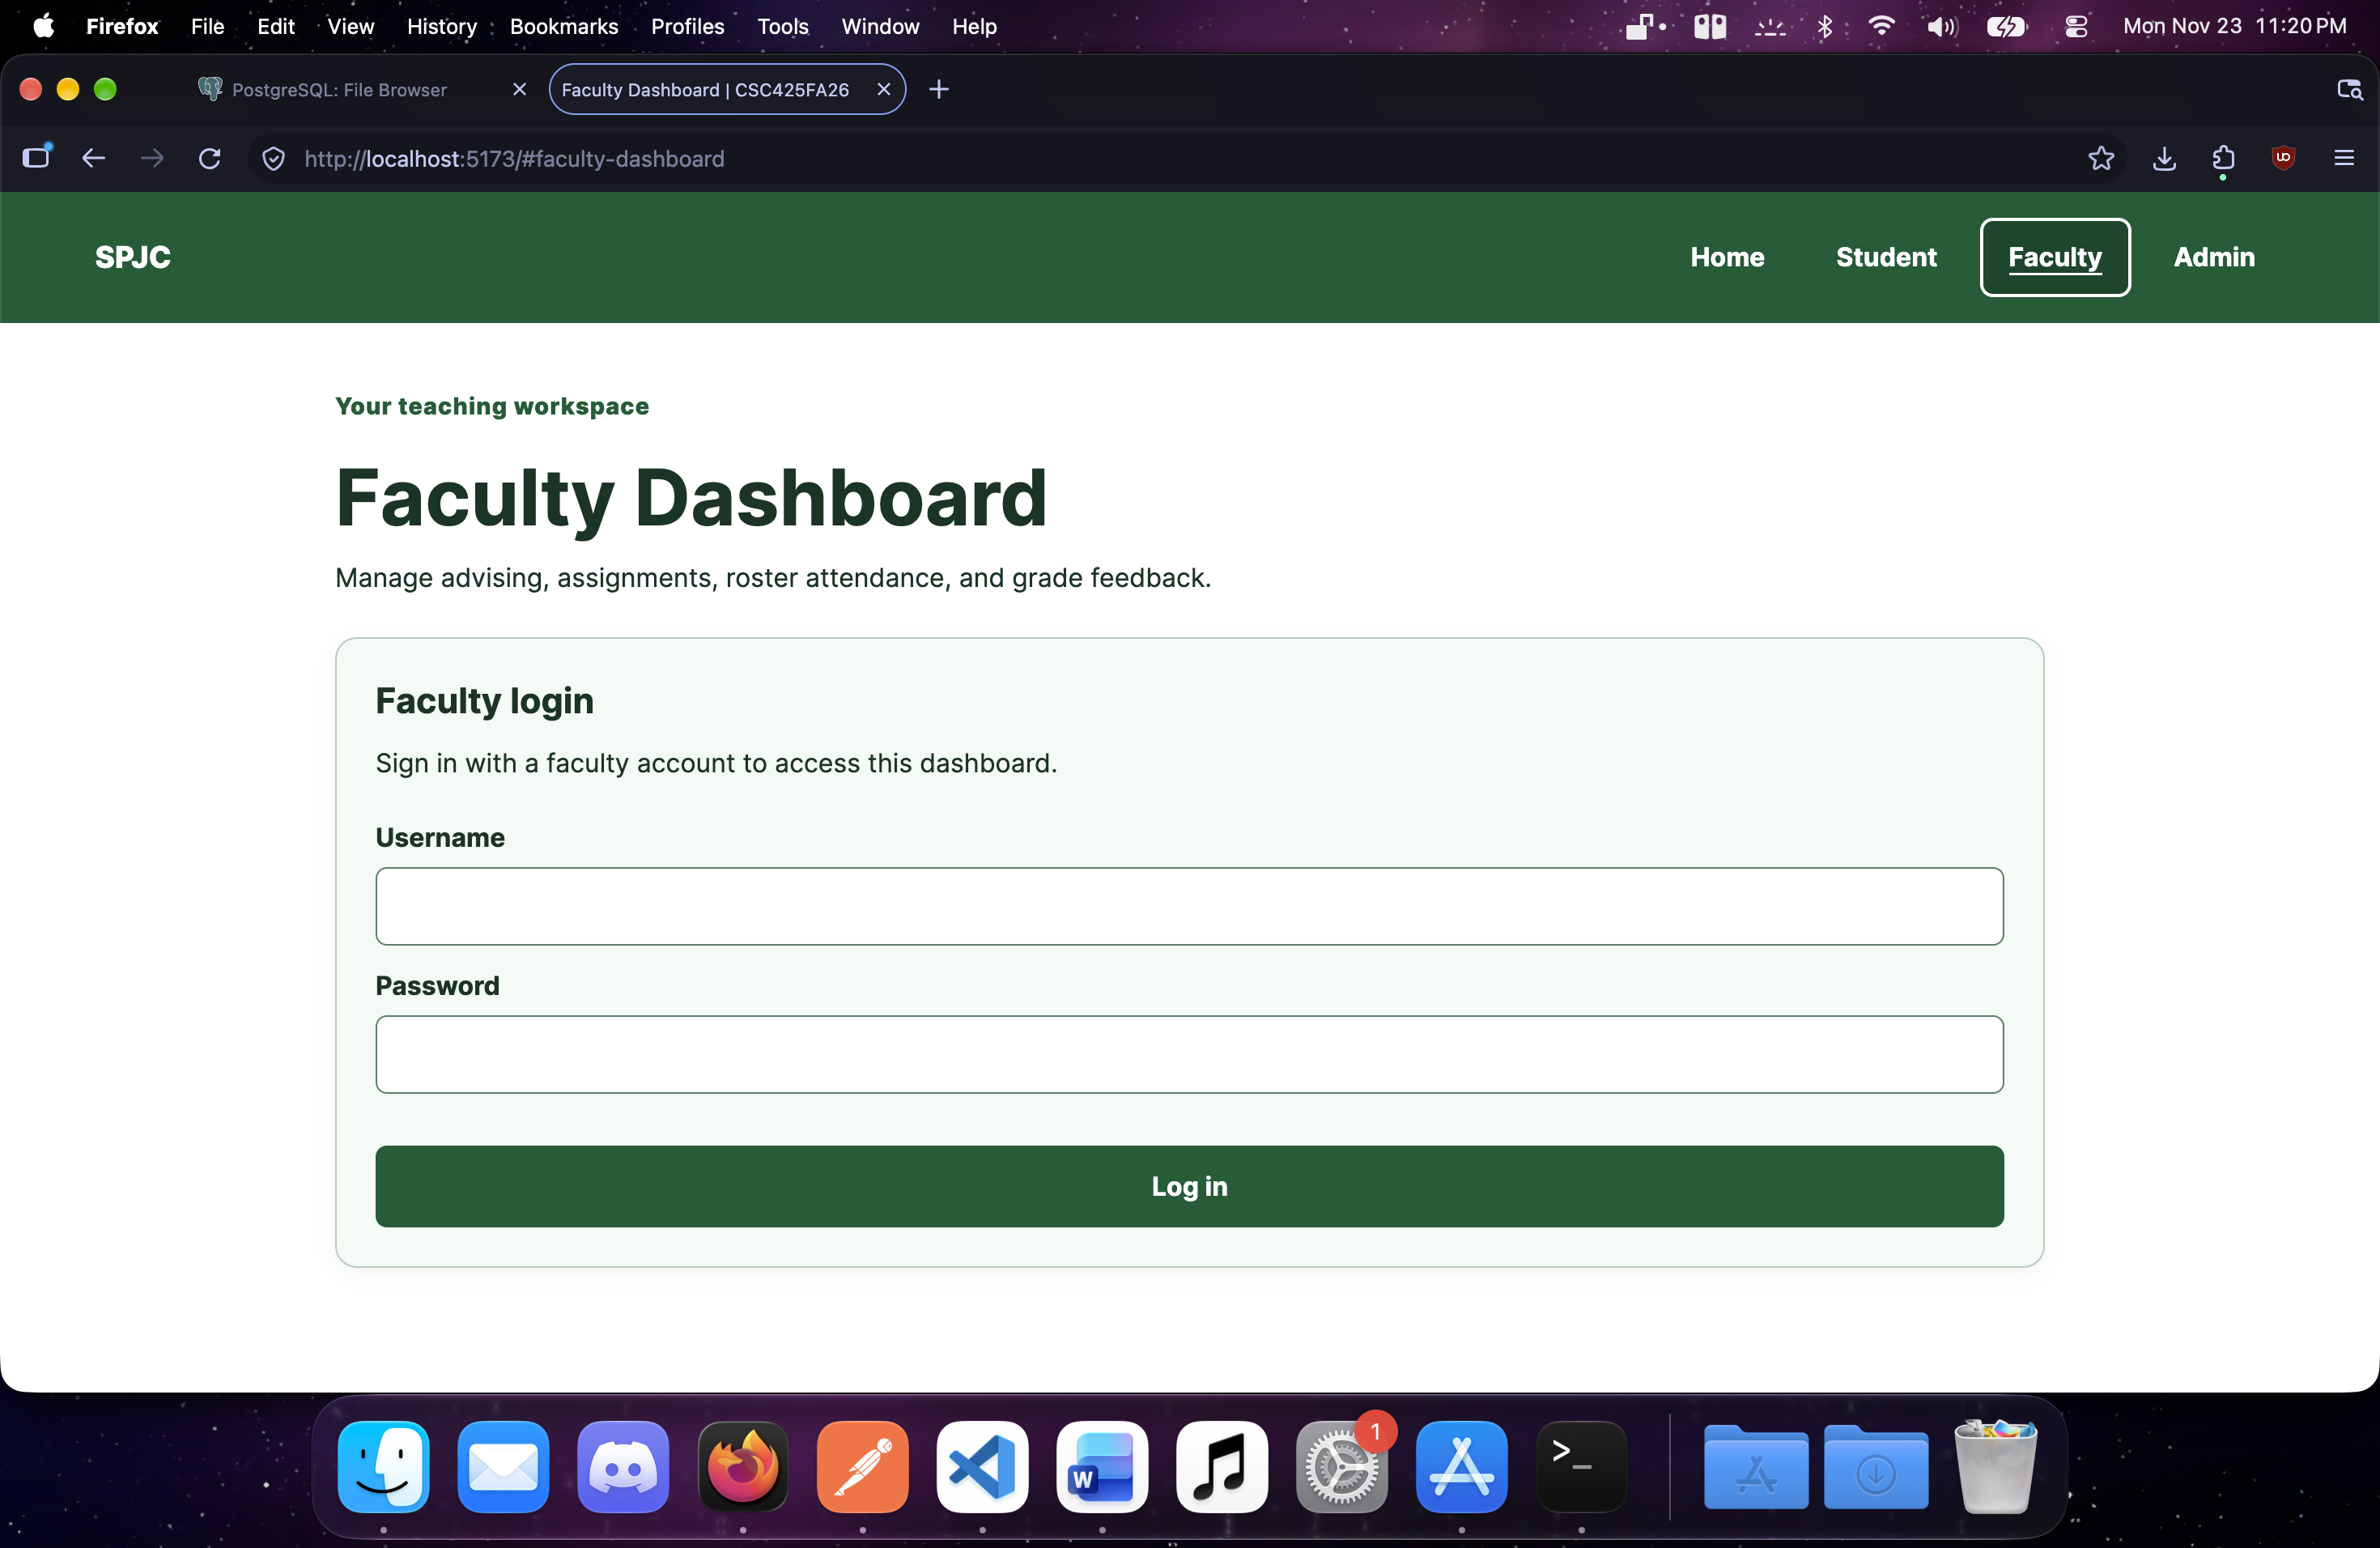 Firefox File Edit View History Bookmarks Profiles Tools Window Help Mon Nov 23 11:20 PM
PostgreSQL: File Browser
Faculty Dashboard | CSC425FA26
http://localhost:5173/#faculty-dashboard
SPJC
Home Student Faculty Admin
Your teaching workspace
Faculty Dashboard
Manage advising, assignments, roster attendance, and grade feedback.
Faculty login
Sign in with a faculty account to access this dashboard.
Username
Password
Log in
W
1
>_